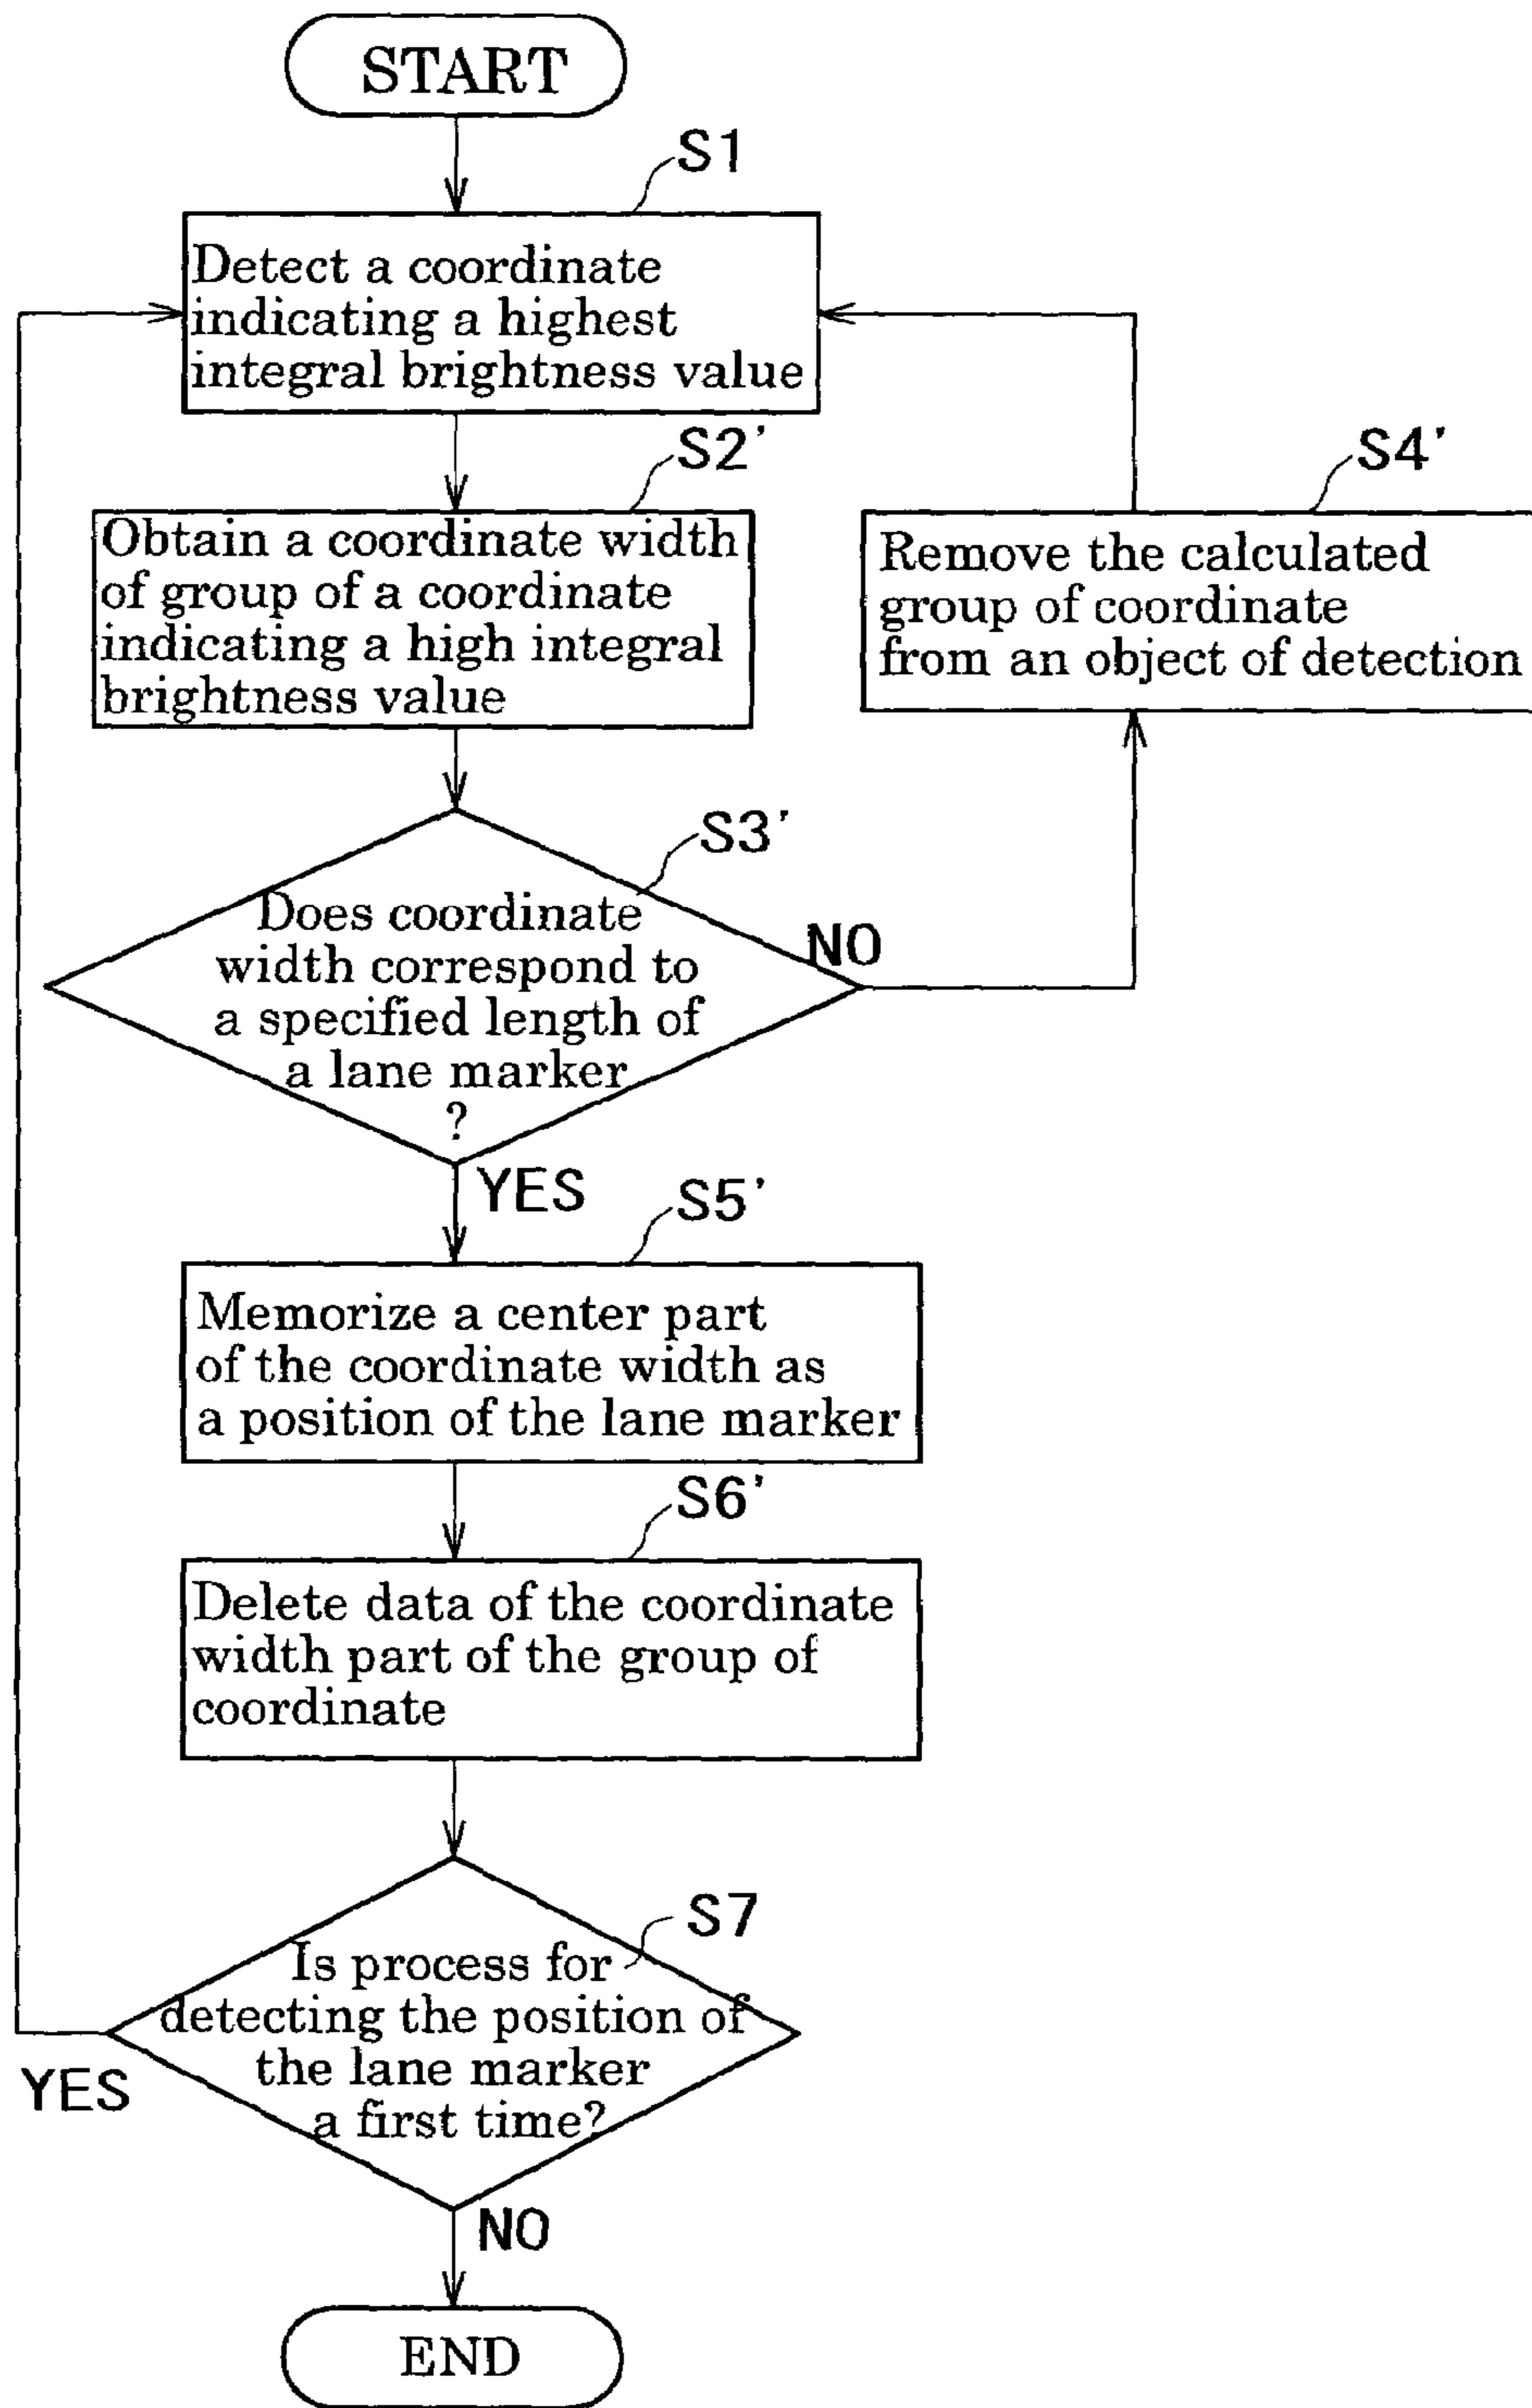 START
S1
Detect a coordinate
indicating a highest
integral brightness value
S2'
Obtain a coordinate width
of group of a coordinate
indicating a high integral
brightness value
S4'
Remove the calculated
group of coordinate
from an object of detection
S3'
Does coordinate
width correspond to
a specified length of
a lane marker
?
NO
YES
S5'
Memorize a center part
of the coordinate width as
a position of the lane marker
S6'
Delete data of the coordinate
width part of the group of
coordinate
S7
Is process for
detecting the position of
the lane marker
a first time?
YES
NO
END